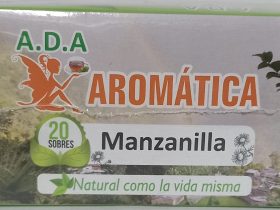 A.D.A
AROMÁTICA
20
SOBRES
Manzanilla
Natural como la vida misma